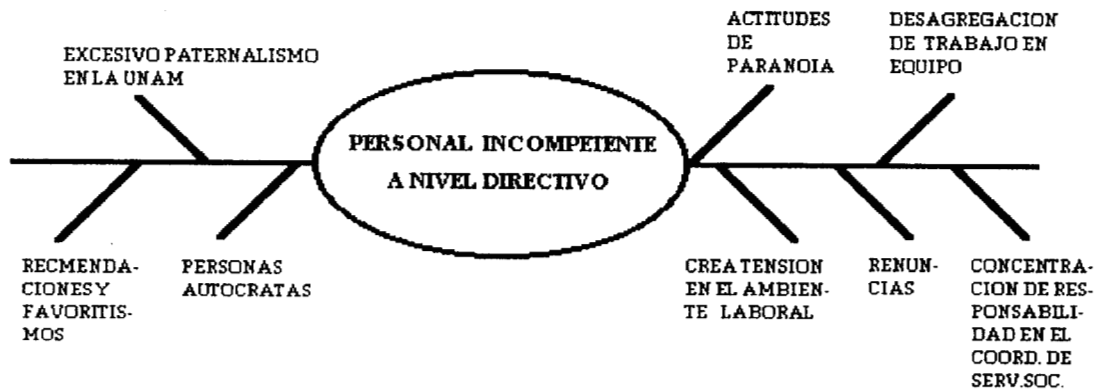 EXCESIVO PATERNALISMO
EN LA UNAM
ACTITUDES
DE
PARANOIA
DESAGREGACION
DE TRABAJO EN
EQUIPO
PERSONAL INCOMPETENTE
A NIVEL DIRECTIVO
RECMENDA-
CIONES Y
FAVORITIS-
MOS
PERSONAS
AUTOCRATAS
CREA TENSION
EN EL AMBIEN-
TE LABORAL
RENUN-
CIAS
CONCENTRA-
CION DE RES-
PONSABILI-
DAD EN EL
COORD. DE
SERV.SOC.